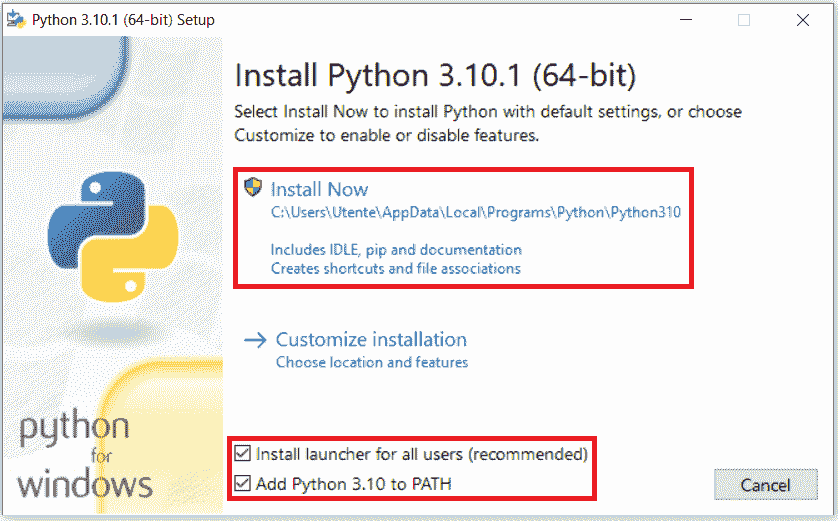 Python 3.10.1 (64-bit) Setup
Install Python 3.10.1 (64-bit)
Select Install Now to install Python with default settings, or choose
Customize to enable or disable features.
Install Now
C:\Users\Utente\AppData\Local\Programs\Python\Python310
Includes IDLE, pip and documentation
Creates shortcuts and file associations
Customize installation
Choose location and features
python
for
windows
Install launcher for all users (recommended)
Add Python 3.10 to PATH
Cancel